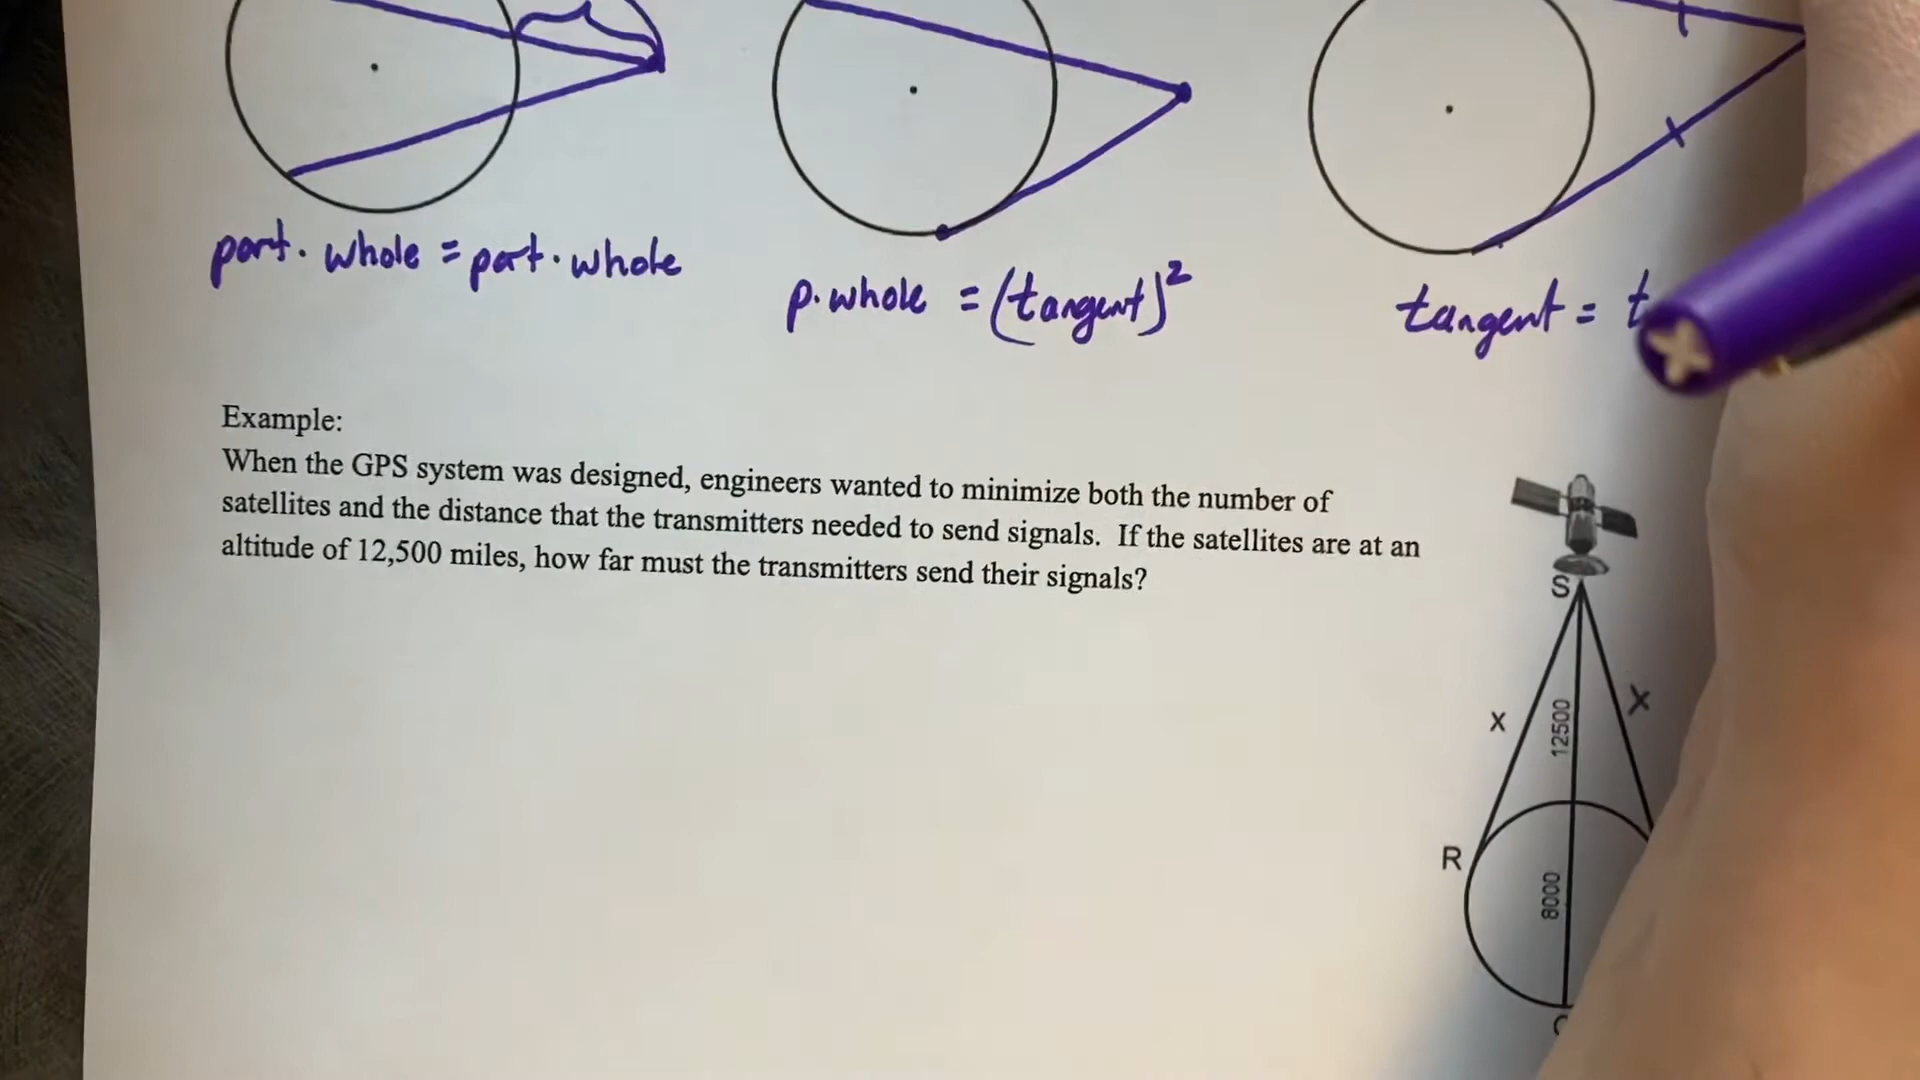 part. whole = part. whole
p. whole = (tangent)²
tangent =
Example:
When the GPS system was designed, engineers wanted to minimize both the number of
satellites and the distance that the transmitters needed to send signals. If the satellites are at an
altitude of 12,500 miles, how far must the transmitters send their signals?
S
x
12500
X
R
8000